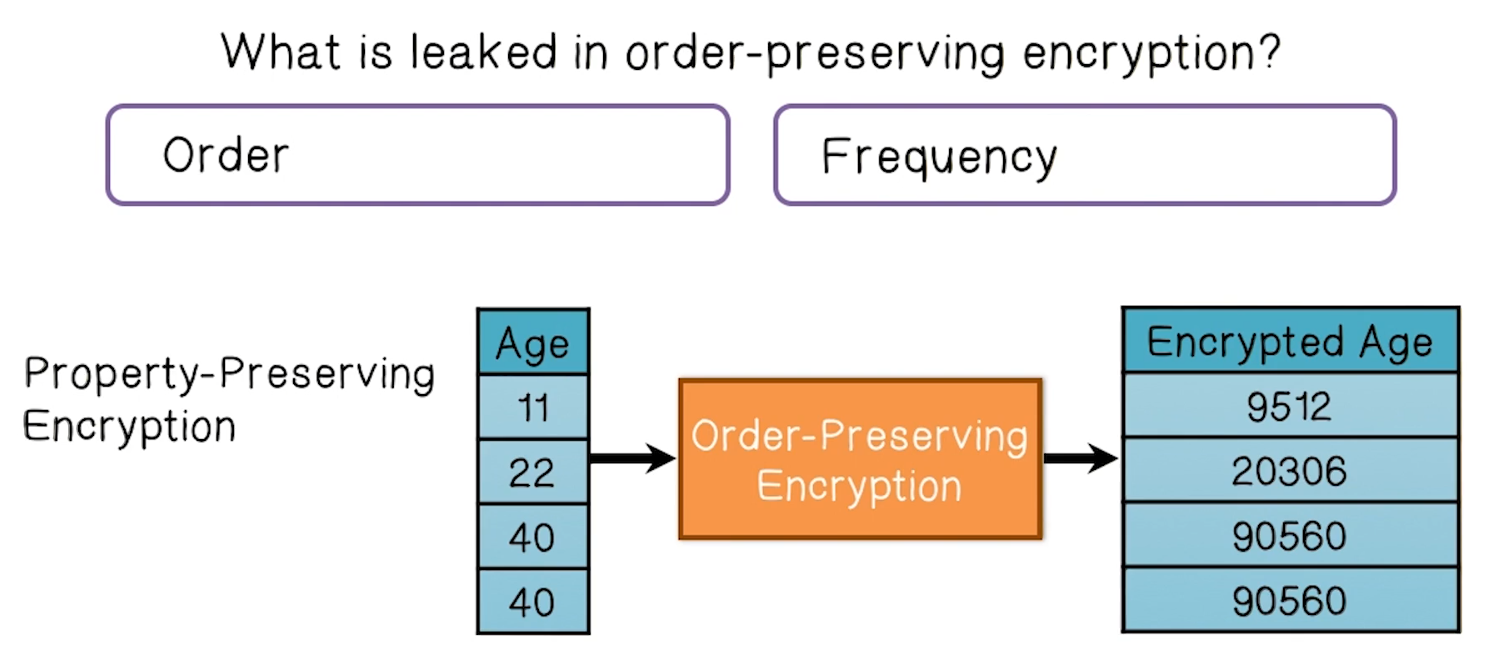 What is leaked in order-preserving encryption?
Order
Frequency
Property-Preserving
Encryption
Age
11
22
40
40
Order-Preserving
Encryption
Encrypted Age
9512
20306
90560
90560